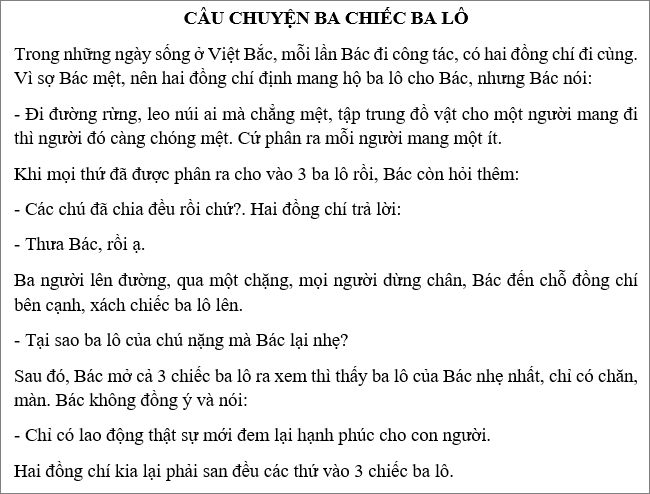 CÂU CHUYỆN BA CHIẾC BA LÔ
Trong những ngày sống ở Việt Bắc, mỗi lần Bác đi công tác, có hai đồng chí đi cùng.
Vì sợ Bác mệt, nên hai đồng chí định mang hộ ba lô cho Bác, nhưng Bác nói:
- Đi đường rừng, leo núi ai mà chẳng mệt, tập trung đồ vật cho một người mang đi
thì người đó càng chóng mệt. Cứ phân ra mỗi người mang một ít.
Khi mọi thứ đã được phân ra cho vào 3 ba lô rồi, Bác còn hỏi thêm:
- Các chú đã chia đều rồi chứ?. Hai đồng chí trả lời:
- Thưa Bác, rồi ạ.
Ba người lên đường, qua một chặng, mọi người dừng chân, Bác đến chỗ đồng chí
bên cạnh, xách chiếc ba lô lên.
- Tại sao ba lô của chú nặng mà Bác lại nhẹ?
Sau đó, Bác mở cả 3 chiếc ba lô ra xem thì thấy ba lô của Bác nhẹ nhất, chỉ có chăn,
màn. Bác không đồng ý và nói:
- Chỉ có lao động thật sự mới đem lại hạnh phúc cho con người.
Hai đồng chí kia lại phải san đều các thứ vào 3 chiếc ba lô.